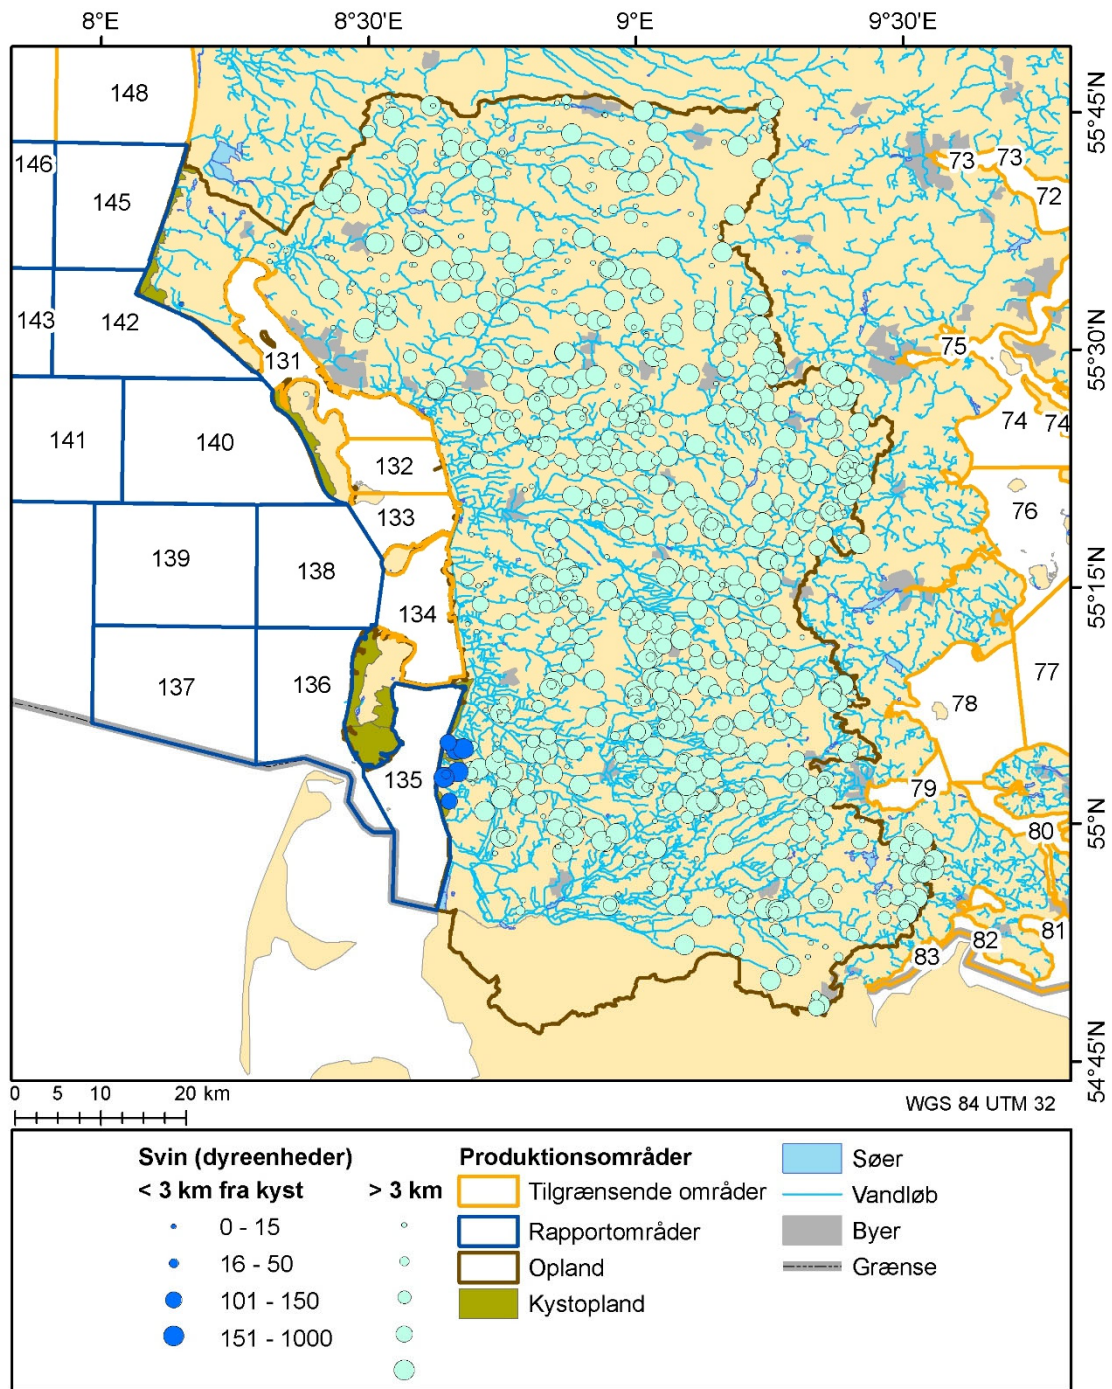 8°E
8°30'E
9°E
9°30'E
55°45'N
55°30'N
55°15'N
55°N
54°45'N
148
146
145
143
142
131
141
140
132
133
139
138
134
137
136
135
73
73
72
75
74
74
76
77
78
79
80
81
82
83
0 5 10 20 km
WGS 84 UTM 32
Svin (dyreenheder)
< 3 km fra kyst
> 3 km
0 - 15
16 - 50
101 - 150
151 - 1000
Produktionsområder
Tilgrænsende områder
Rapportområder
Opland
Kystopland
Søer
Vandløb
Byer
Grænse